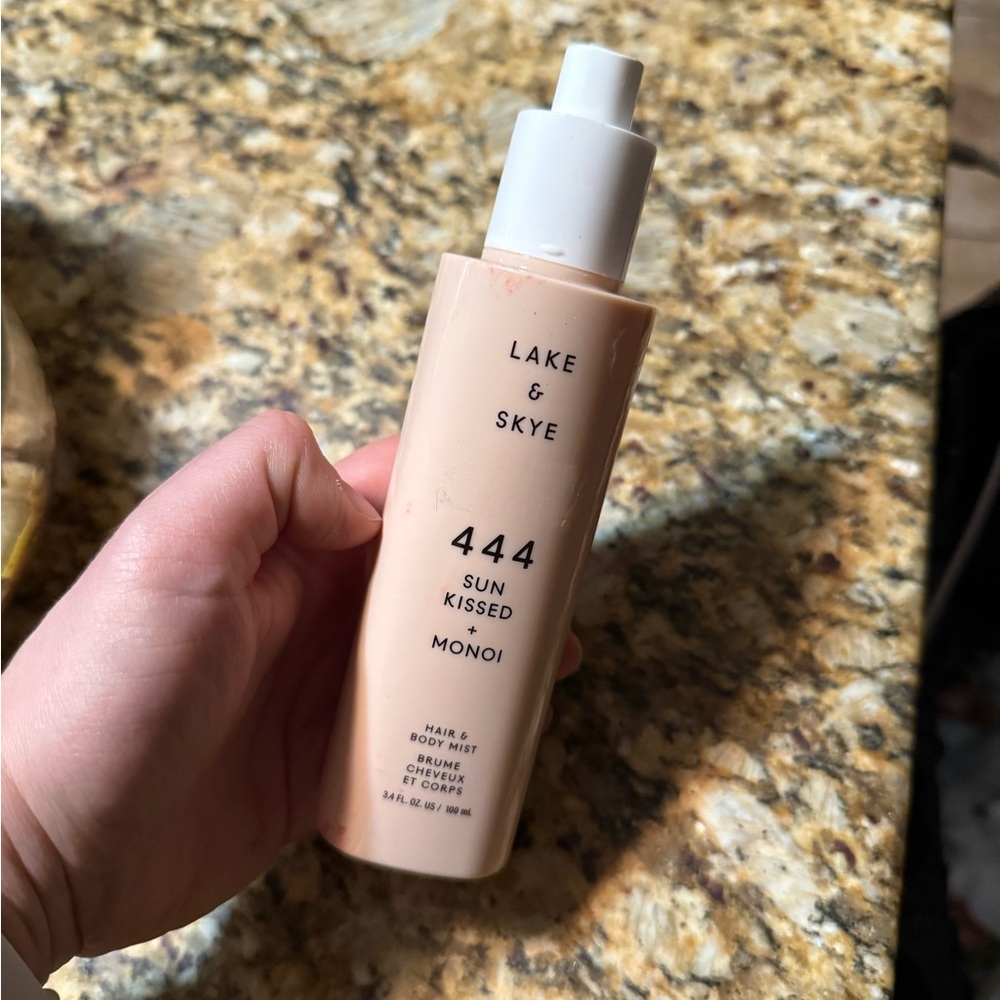 LAKE
&
SKYE
444
SUN
KISSED
+
MONOI
HAIR &
BODY MIST
BRUME
CHEVEUX
ET CORPS
3.4 FL. OZ. US / 100 mL